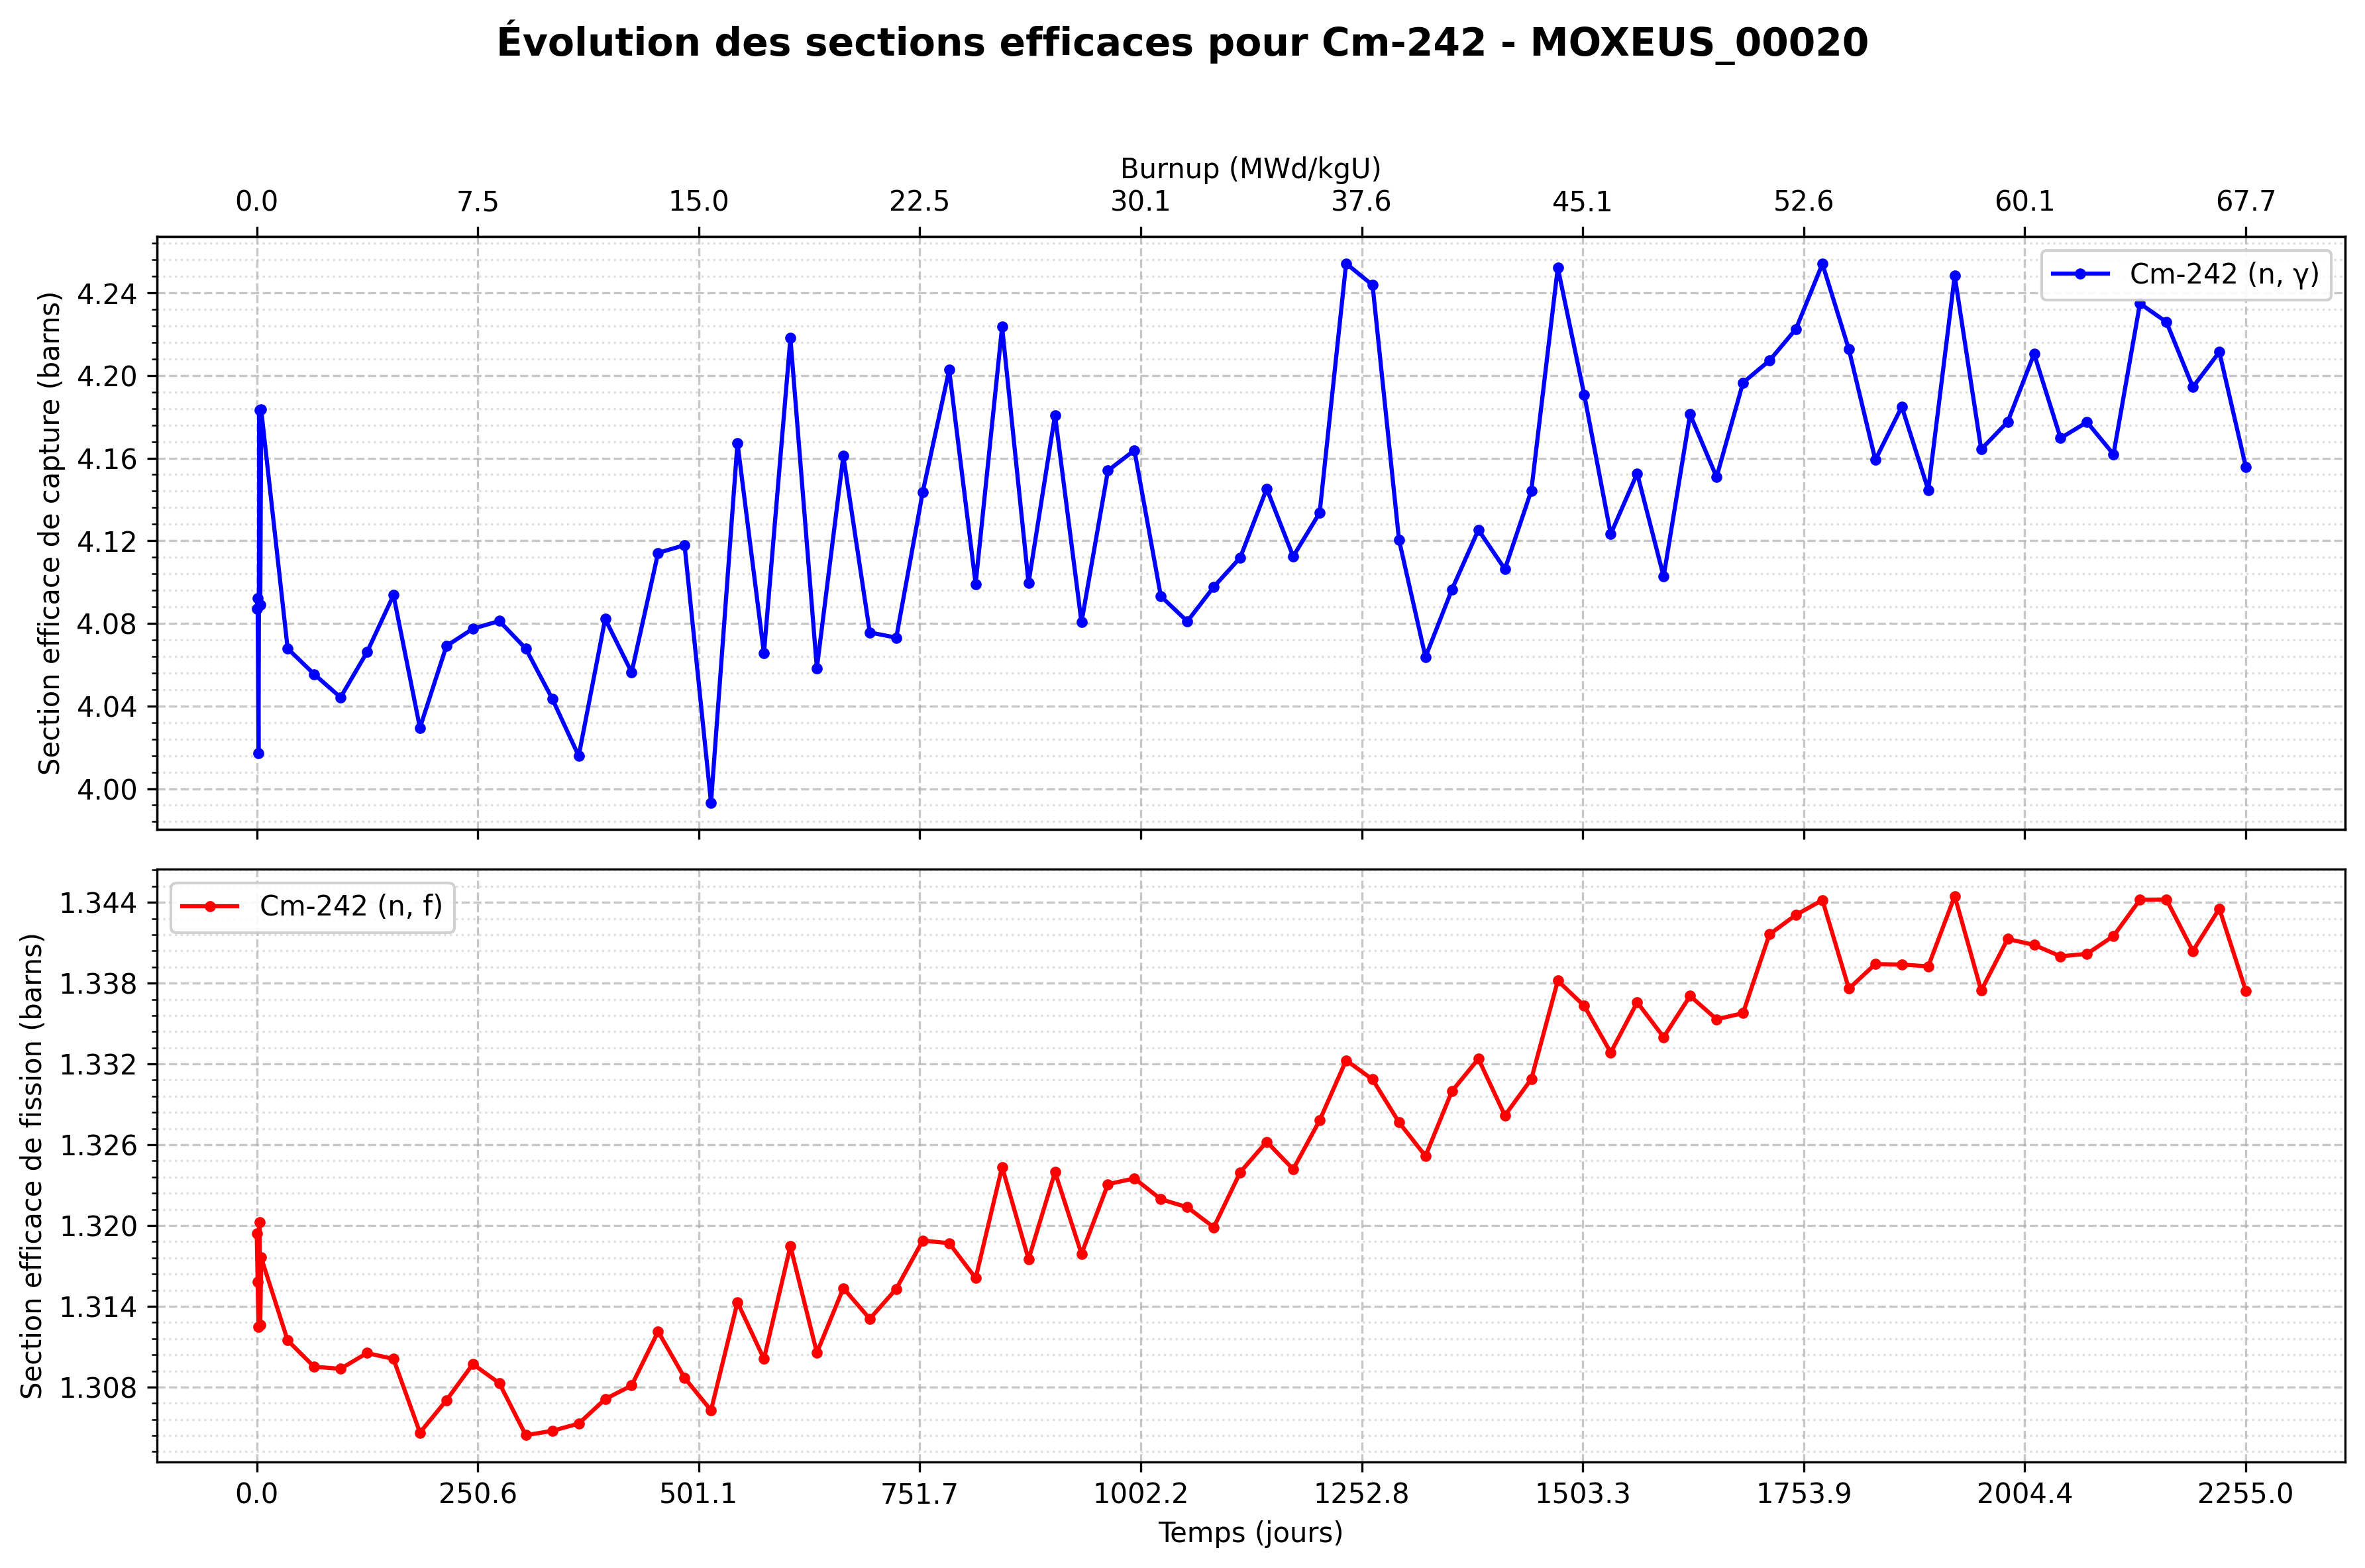 Évolution des sections efficaces pour Cm-242 - MOXEUS_00020
Burnup (MWd/kgU)
0.0 7.5 15.0 22.5 30.1 37.6 45.1 52.6 60.1 67.7
Section efficace de capture (barns)
4.24
4.20
4.16
4.12
4.08
4.04
4.00
Cm-242 (n, γ)
Section efficace de fission (barns)
1.344
1.338
1.332
1.326
1.320
1.314
1.308
Cm-242 (n, f)
0.0 250.6 501.1 751.7 1002.2 1252.8 1503.3 1753.9 2004.4 2255.0
Temps (jours)